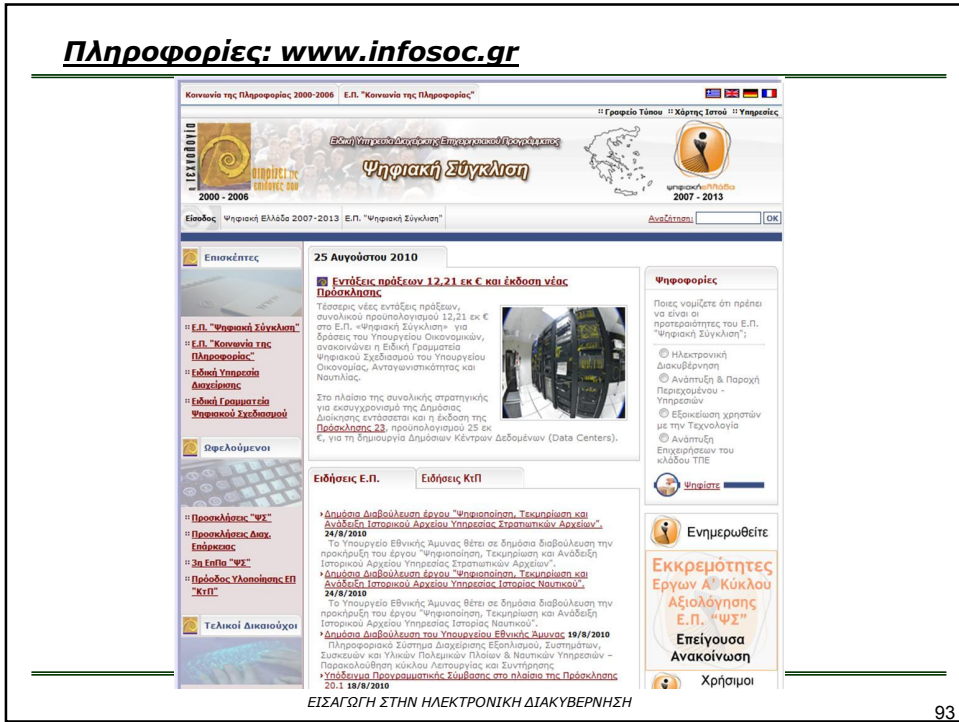 Πληροφορίες: www.infosoc.gr
Κοινωνία της Πληροφορίας 2000-2006 Ε.Π. "Κοινωνία της Πληροφορίας"
:: Γραφείο Τύπου :: Χάρτης Ιστού :: Υπηρεσίες
η τεχνολογία
στηρίζει τις
επιλογές σου
2000 - 2006
Ειδική Υπηρεσία Διαχείρισης Επιχειρησιακού Προγράμματος
Ψηφιακή Σύγκλιση
ψηφιακήελλάδα
2007 - 2013
Είσοδος Ψηφιακή Ελλάδα 2007-2013 Ε.Π. "Ψηφιακή Σύγκλιση"
Αναζήτηση: OK
Επισκέπτες
:: Ε.Π. "Ψηφιακή Σύγκλιση"
:: Ε.Π. "Κοινωνία της
Πληροφορίας"
:: Ειδική Υπηρεσία
Διαχείρισης
:: Ειδική Γραμματεία
Ψηφιακού Σχεδιασμού
Ωφελούμενοι
:: Προσκλήσεις "ΨΣ"
:: Προσκλήσεις Διαχ.
Επάρκειας
:: 3η ΕπΠα "ΨΣ"
:: Πρόοδος Υλοποίησης ΕΠ
"ΚτΠ"
Τελικοί Δικαιούχοι
25 Αυγούστου 2010
Εντάξεις πράξεων 12,21 εκ € και έκδοση νέας
Πρόσκλησης
Τέσσερις νέες εντάξεις πράξεων,
συνολικού προϋπολογισμού 12,21 εκ €
στο Ε.Π. «Ψηφιακή Σύγκλιση» για
δράσεις του Υπουργείου Οικονομικών,
ανακοινώνει η Ειδική Γραμματεία
Ψηφιακού Σχεδιασμού του Υπουργείου
Οικονομίας, Ανταγωνιστικότητας και
Ναυτιλίας.
Στο πλαίσιο της συνολικής στρατηγικής
για εκσυγχρονισμό της Δημόσιας
Διοίκησης εντάσσεται και η έκδοση της
Πρόσκλησης 23, προϋπολογισμού 25 εκ
€, για τη δημιουργία Δημόσιων Κέντρων Δεδομένων (Data Centers).
Ειδήσεις Ε.Π. Ειδήσεις ΚτΠ
›Δημόσια Διαβούλευση έργου "Ψηφιοποίηση, Τεκμηρίωση και
Ανάδειξη Ιστορικού Αρχείου Υπηρεσίας Στρατιωτικών Αρχείων".
24/8/2010
Το Υπουργείο Εθνικής Άμυνας θέτει σε δημόσια διαβούλευση την
προκήρυξη του έργου "Ψηφιοποίηση, Τεκμηρίωση και Ανάδειξη
Ιστορικού Αρχείου Υπηρεσίας Στρατιωτικών Αρχείων".
›Δημόσια Διαβούλευση έργου "Ψηφιοποίηση, Τεκμηρίωση και
Ανάδειξη Ιστορικού Αρχείου Υπηρεσίας Ιστορίας Ναυτικού".
24/8/2010
Το Υπουργείο Εθνικής Άμυνας θέτει σε δημόσια διαβούλευση την
προκήρυξη του έργου "Ψηφιοποίηση, Τεκμηρίωση και Ανάδειξη
Ιστορικού Αρχείου Υπηρεσίας Ιστορίας Ναυτικού".
›Δημόσια Διαβούλευση του Υπουργείου Εθνικής Άμυνας 19/8/2010
Πληροφοριακό Σύστημα Διαχείρισης Εξοπλισμού, Συστημάτων,
Συσκευών και Υλικών Πολεμικών Πλοίων & Ναυτικών Υπηρεσιών –
Παρακολούθηση κύκλου Λειτουργίας και Συντήρησης
›Υπόδειγμα Προγραμματικής Σύμβασης στο πλαίσιο της Πρόσκλησης
20.1 18/8/2010
Ψηφοφορίες
Ποιες νομίζετε ότι πρέπει
να είναι οι
προτεραιότητες του Ε.Π.
"Ψηφιακή Σύγκλιση";
Ηλεκτρονική
Διακυβέρνηση
Ανάπτυξη & Παροχή
Περιεχομένου -
Υπηρεσιών
Εξοικείωση χρηστών
με την Τεχνολογία
Ανάπτυξη
Επιχειρήσεων του
κλάδου ΤΠΕ
Ψηφίστε
Ενημερωθείτε
Εκκρεμότητες
Εργων Α' Κύκλου
Αξιολόγησης
Ε.Π. "ΨΣ"
Επείγουσα
Ανακοίνωση
Χρήσιμοι
ΕΙΣΑΓΩΓΗ ΣΤΗΝ ΗΛΕΚΤΡΟΝΙΚΗ ΔΙΑΚΥΒΕΡΝΗΣΗ
93